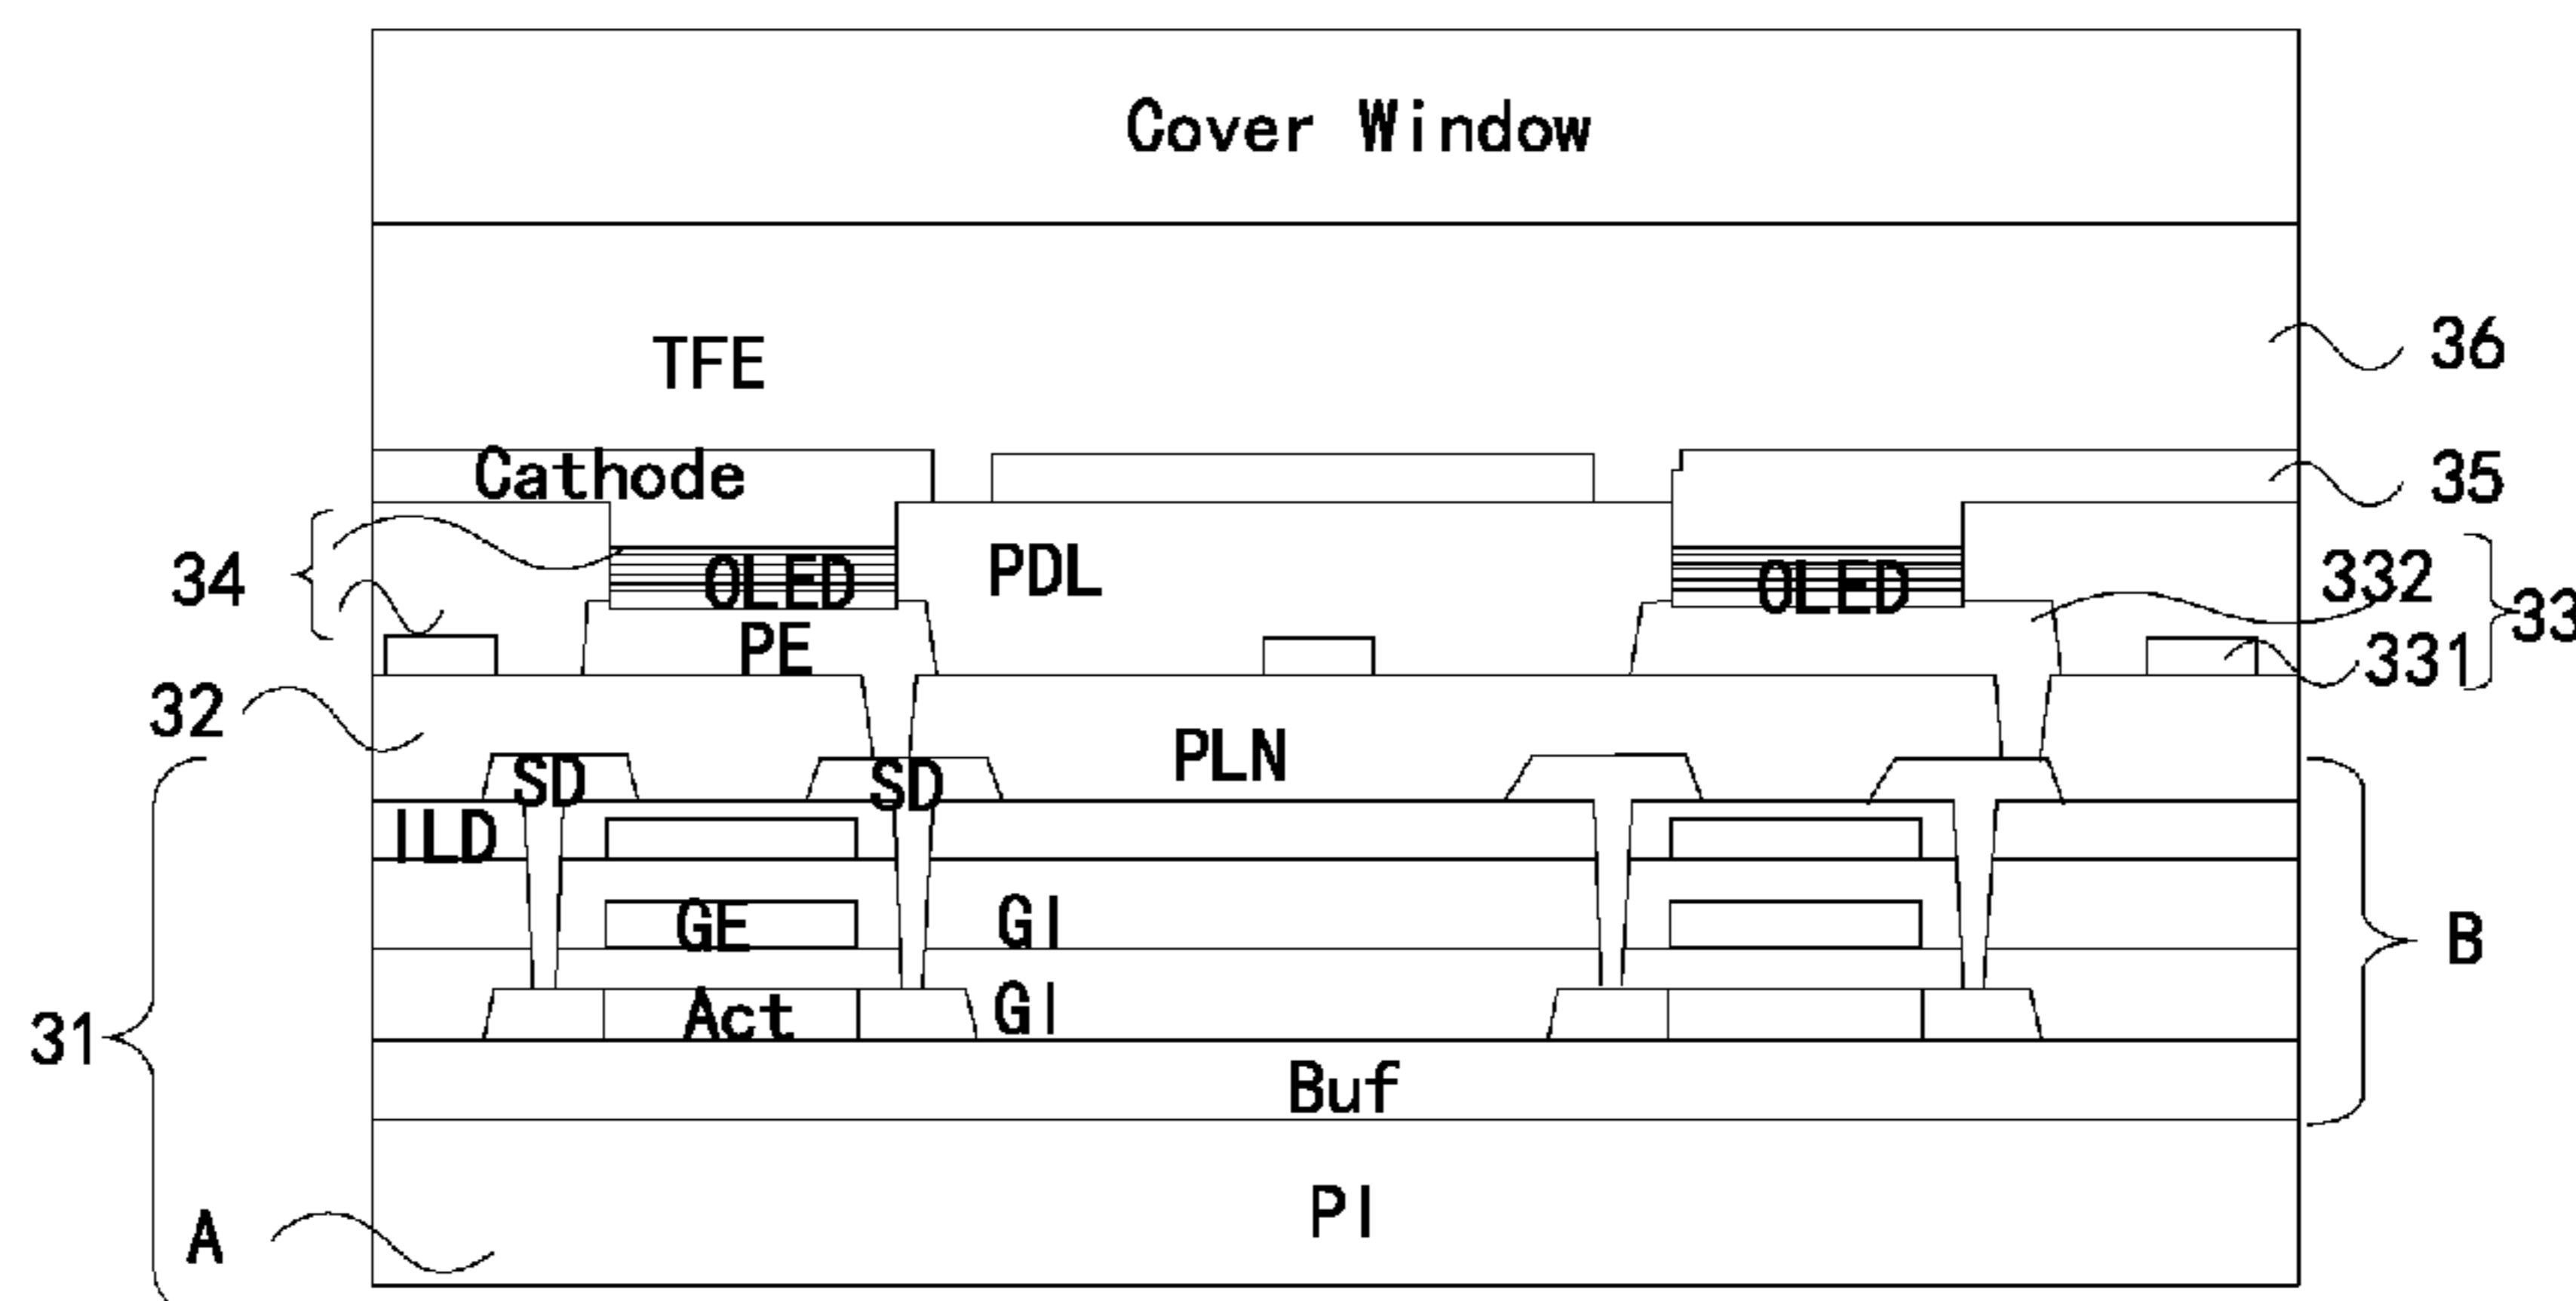 Cover Window
TFE
36
Cathode
35
34
OLED
PDL
OLED
332
33
PE
331
32
SD
SD
PLN
ILD
GE
GI
B
Act
GI
31
Buf
PI
A